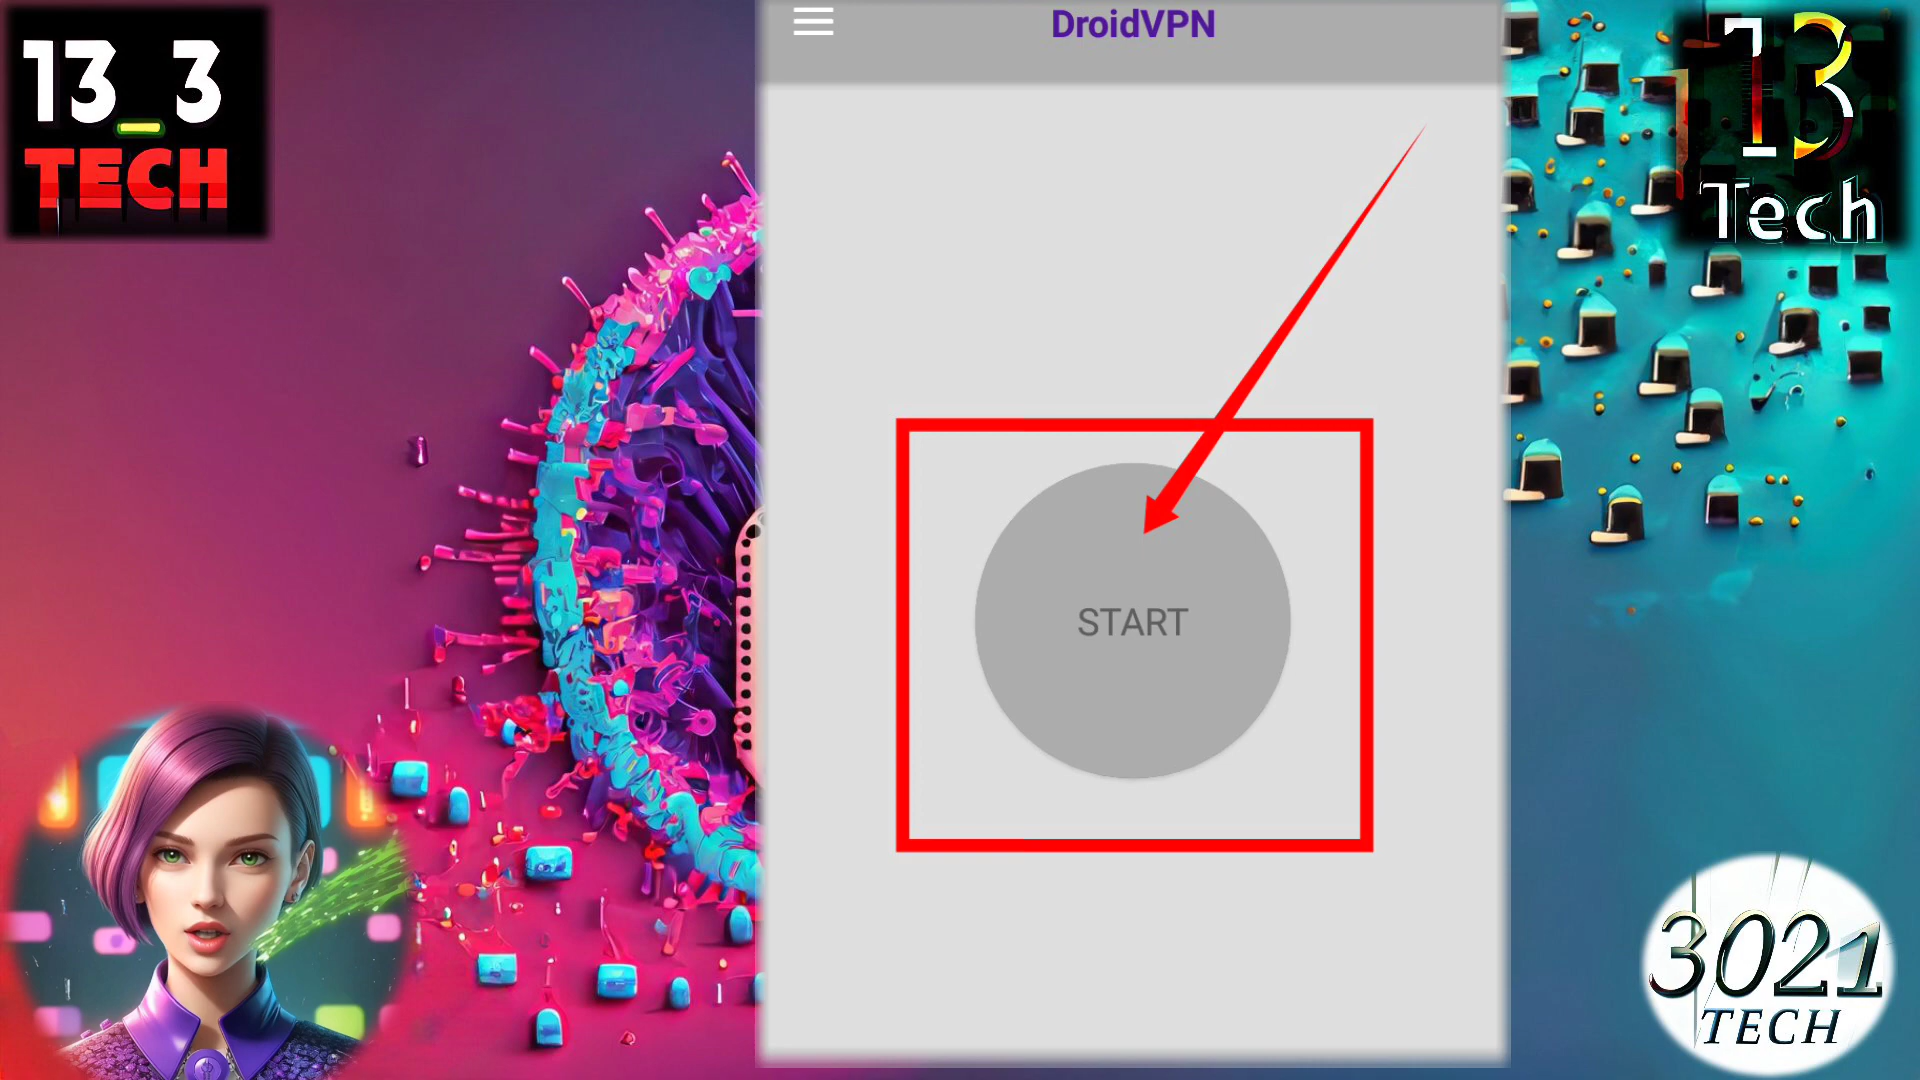 13_3
TECH
DroidVPN
13
Tech
START
3021
TECH